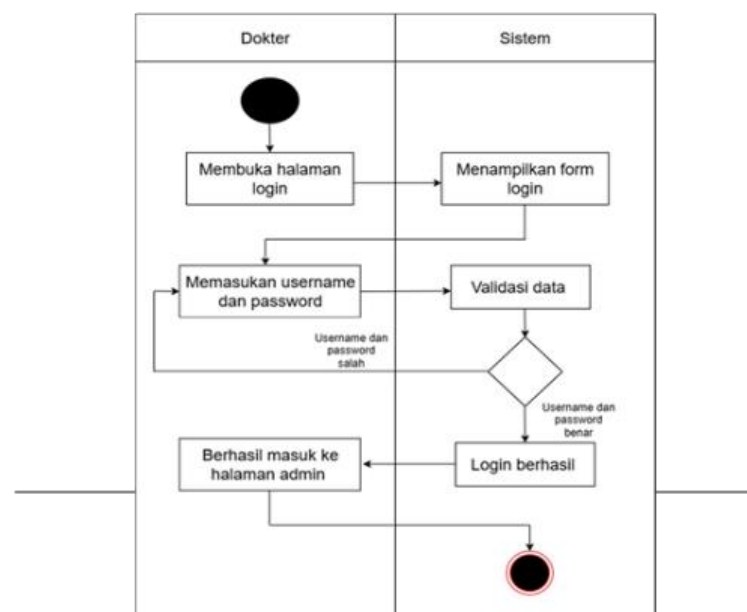 Dokter
Sistem
Membuka halaman
login
Menampilkan form
login
Memasukan username
dan password
Validasi data
Username dan
password
salah
Username dan
password
benar
Berhasil masuk ke
halaman admin
Login berhasil